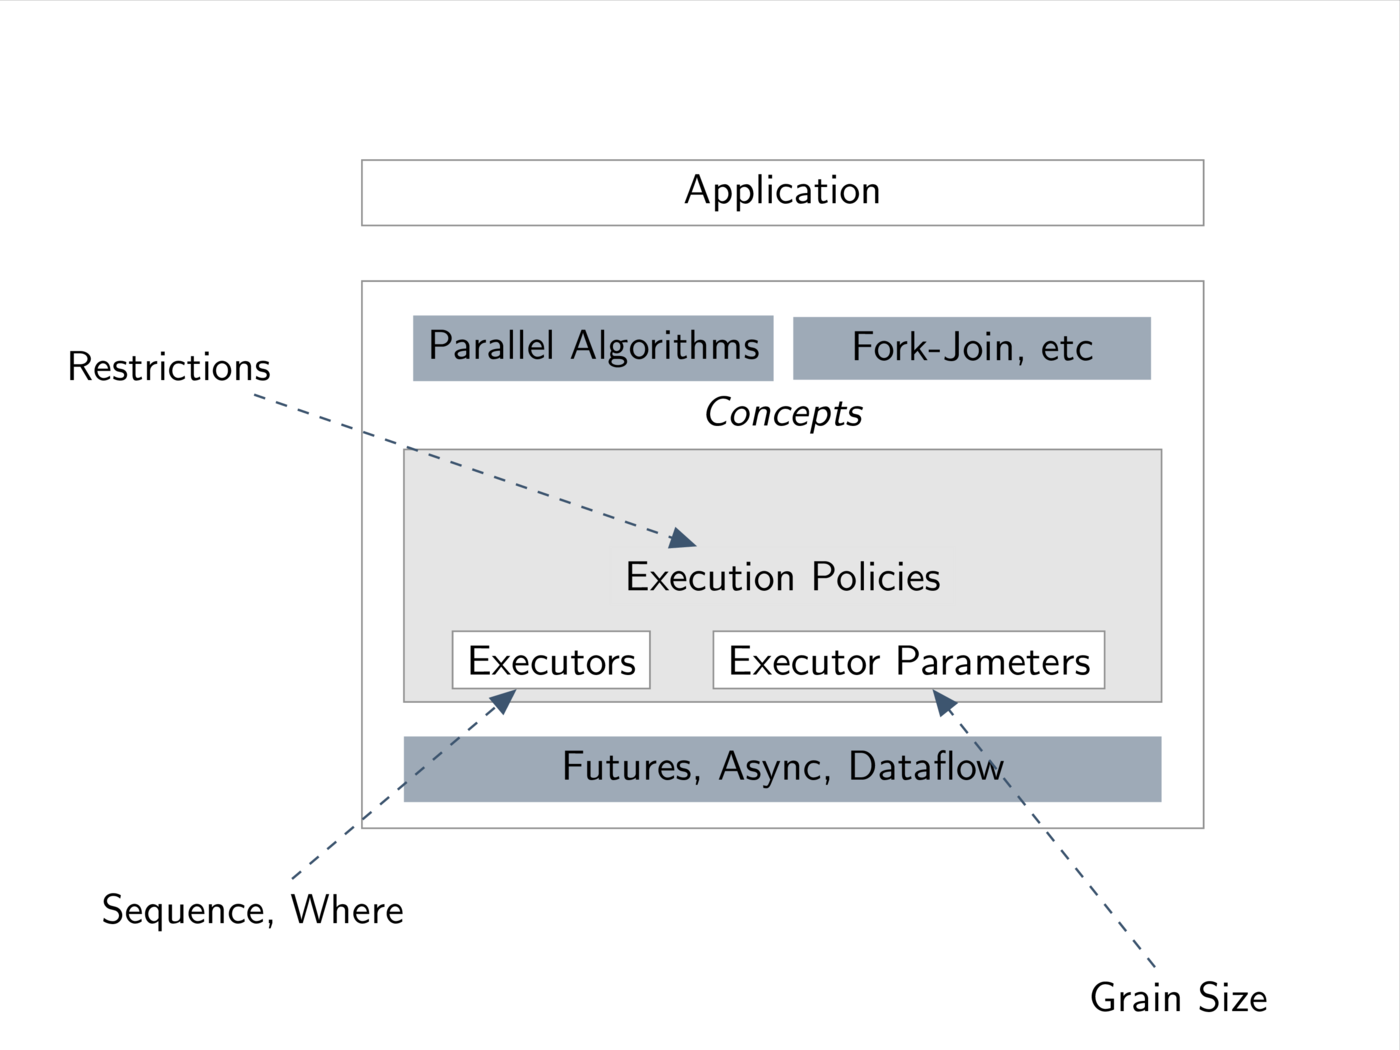 Application
Parallel Algorithms
Fork-Join, etc
Restrictions
Concepts
Execution Policies
Executors
Executor Parameters
Futures, Async, Dataflow
Sequence, Where
Grain Size